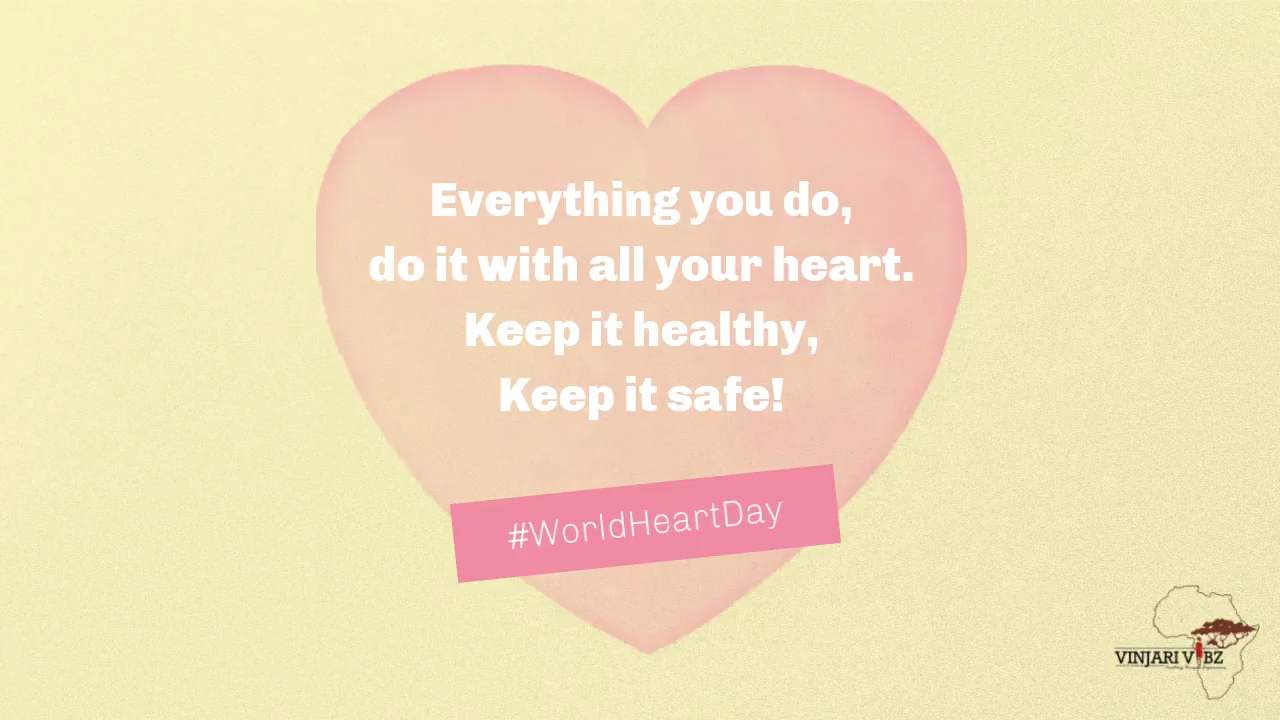 Everything you do,
do it with all your heart.
Keep it healthy,
Keep it safe!
#WorldHeartDay
VINJARI VIBZ